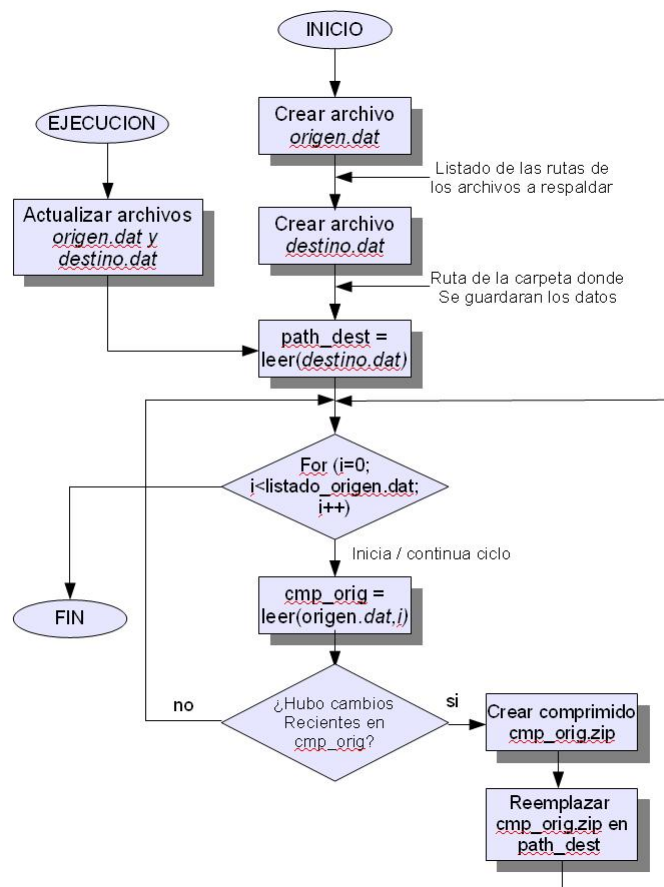 INICIO
Crear archivo
origen.dat
Listado de las rutas de
los archivos a respaldar
EJECUCION
Actualizar archivos
origen.dat y
destino.dat
Crear archivo
destino.dat
Ruta de la carpeta donde
Se guardaran los datos
path_dest =
leer(destino.dat)
For (i=0;
i<listado_origen.dat;
i++)
Inicia / continua ciclo
FIN
cmp_orig =
leer(origen.dat,i)
¿Hubo cambios
Recientes en
cmp_orig?
no
si
Crear comprimido
cmp_orig.zip
Reemplazar
cmp_orig.zip en
path_dest